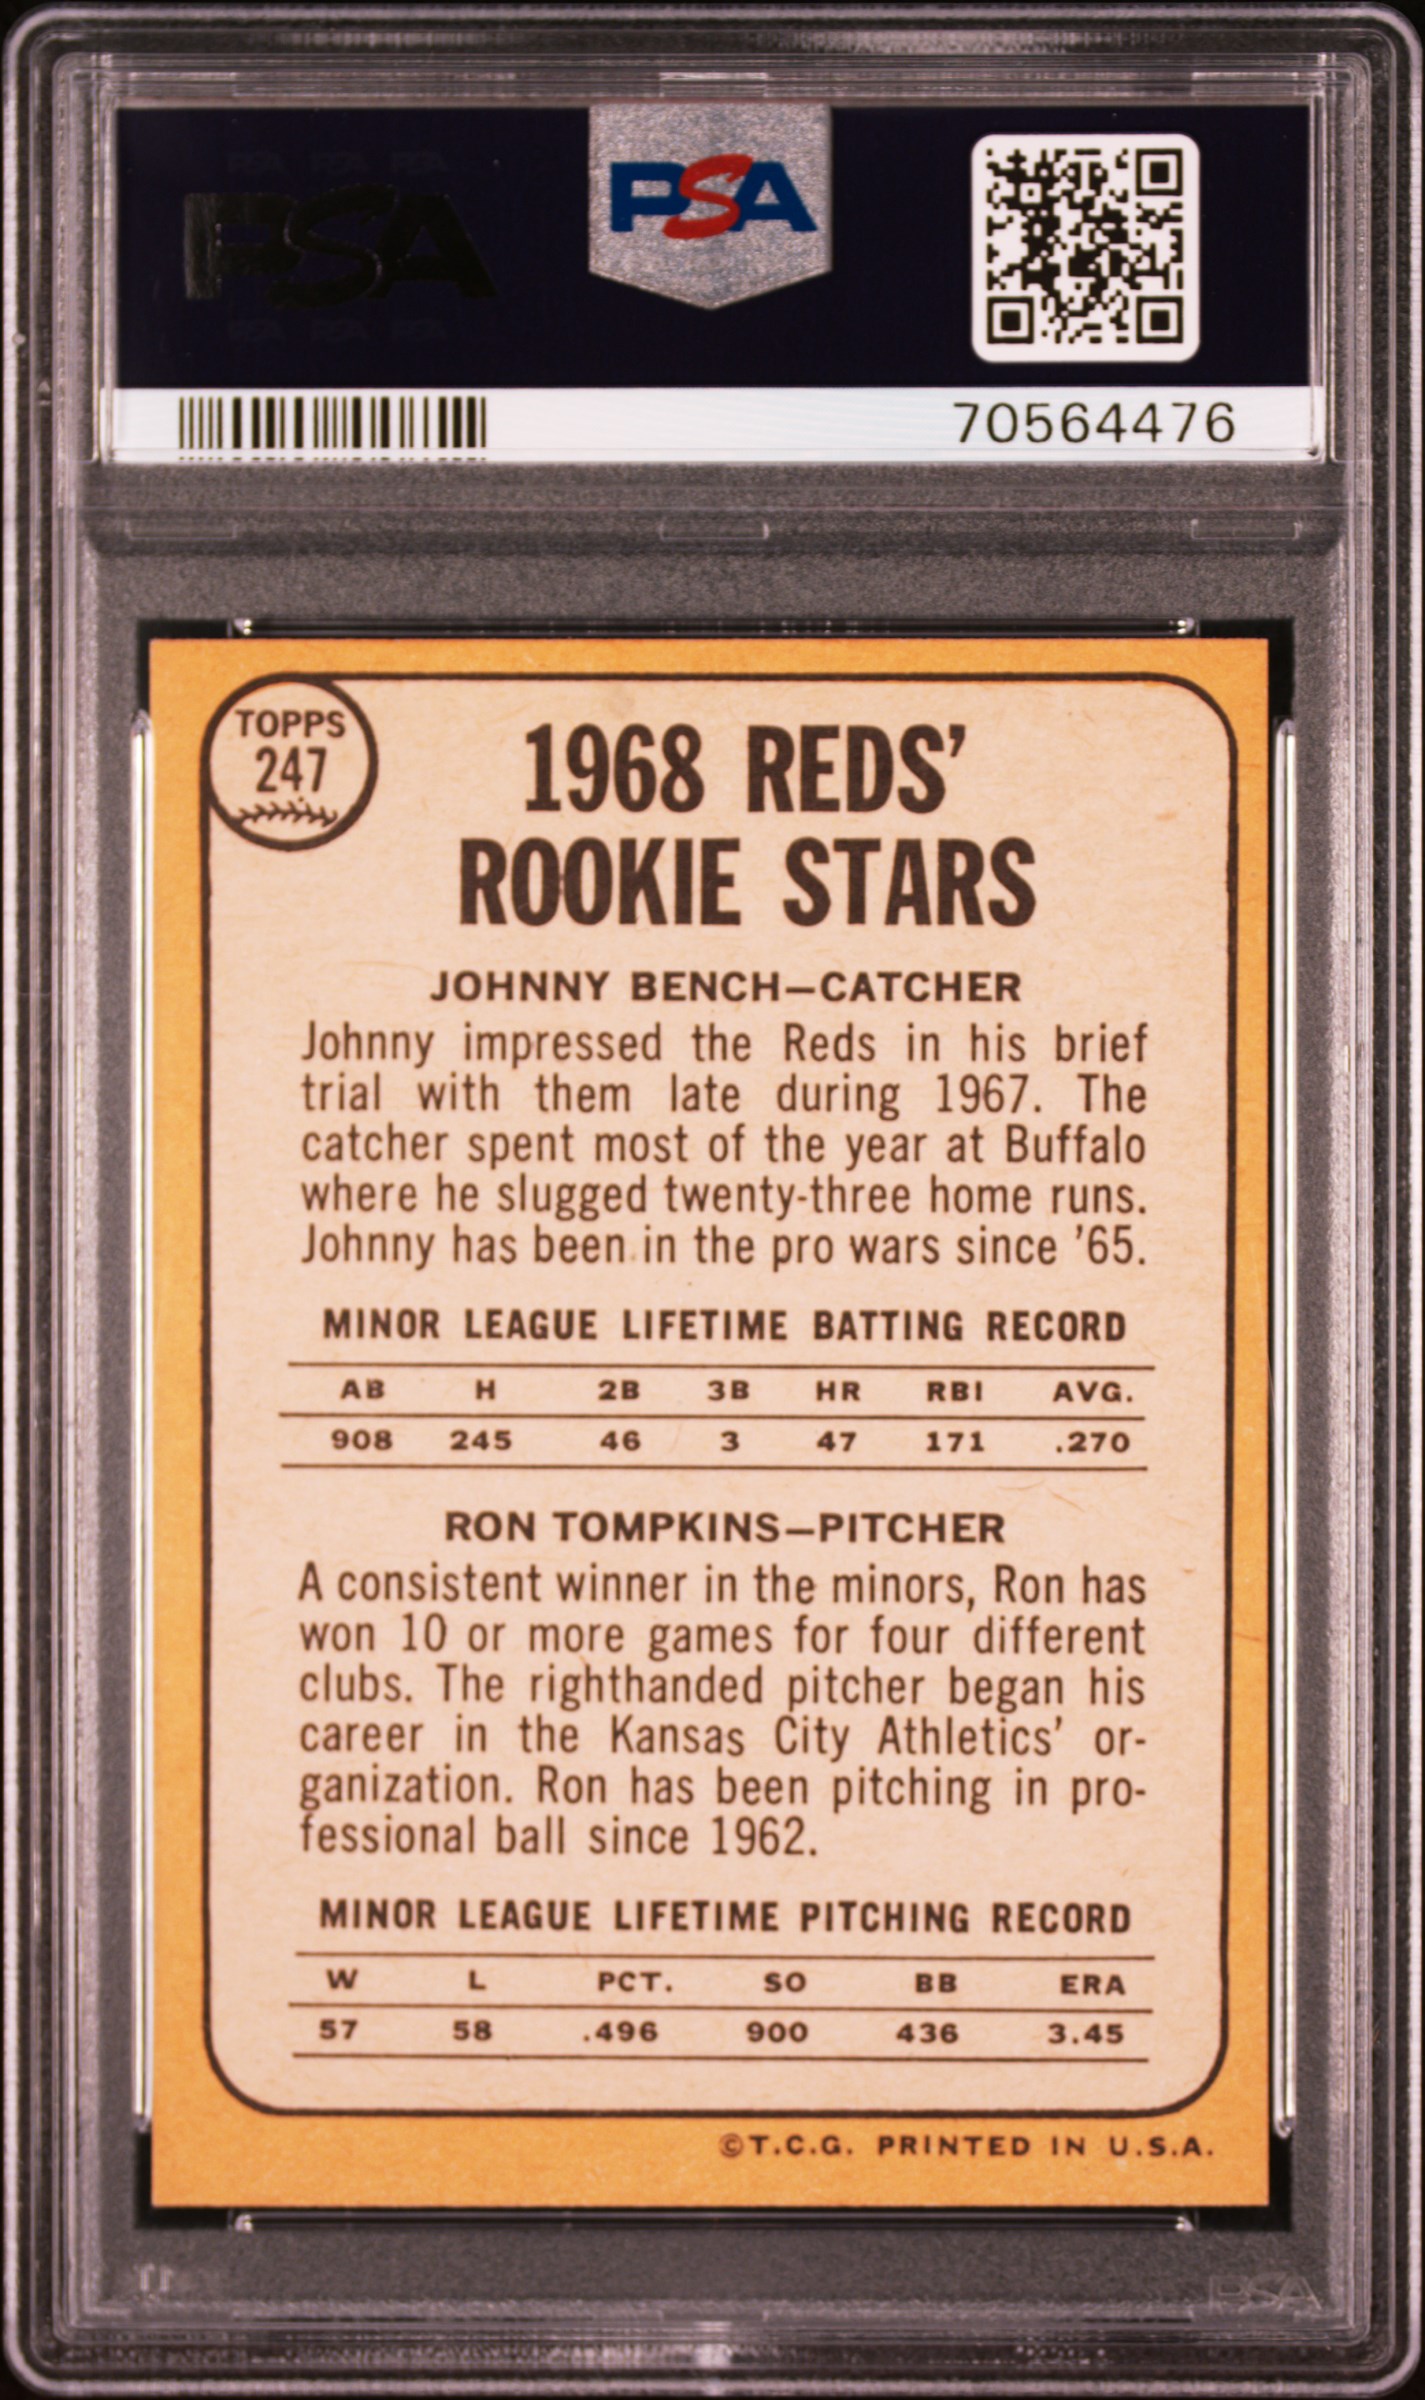 PSA
PSA
70564476
TOPPS
247
1968 REDS'
ROOKIE STARS
JOHNNY BENCH—CATCHER
Johnny impressed the Reds in his brief
trial with them late during 1967. The
catcher spent most of the year at Buffalo
where he slugged twenty-three home runs.
Johnny has been in the pro wars since '65.
MINOR LEAGUE LIFETIME BATTING RECORD
AB H 2B 3B HR RBI AVG.
908 245 46 3 47 171 .270
RON TOMPKINS—PITCHER
A consistent winner in the minors, Ron has
won 10 or more games for four different
clubs. The righthanded pitcher began his
career in the Kansas City Athletics' or-
ganization. Ron has been pitching in pro-
fessional ball since 1962.
MINOR LEAGUE LIFETIME PITCHING RECORD
W L PCT. SO BB ERA
57 58 .496 900 436 3.45
©T.C.G. PRINTED IN U.S.A.
PSA